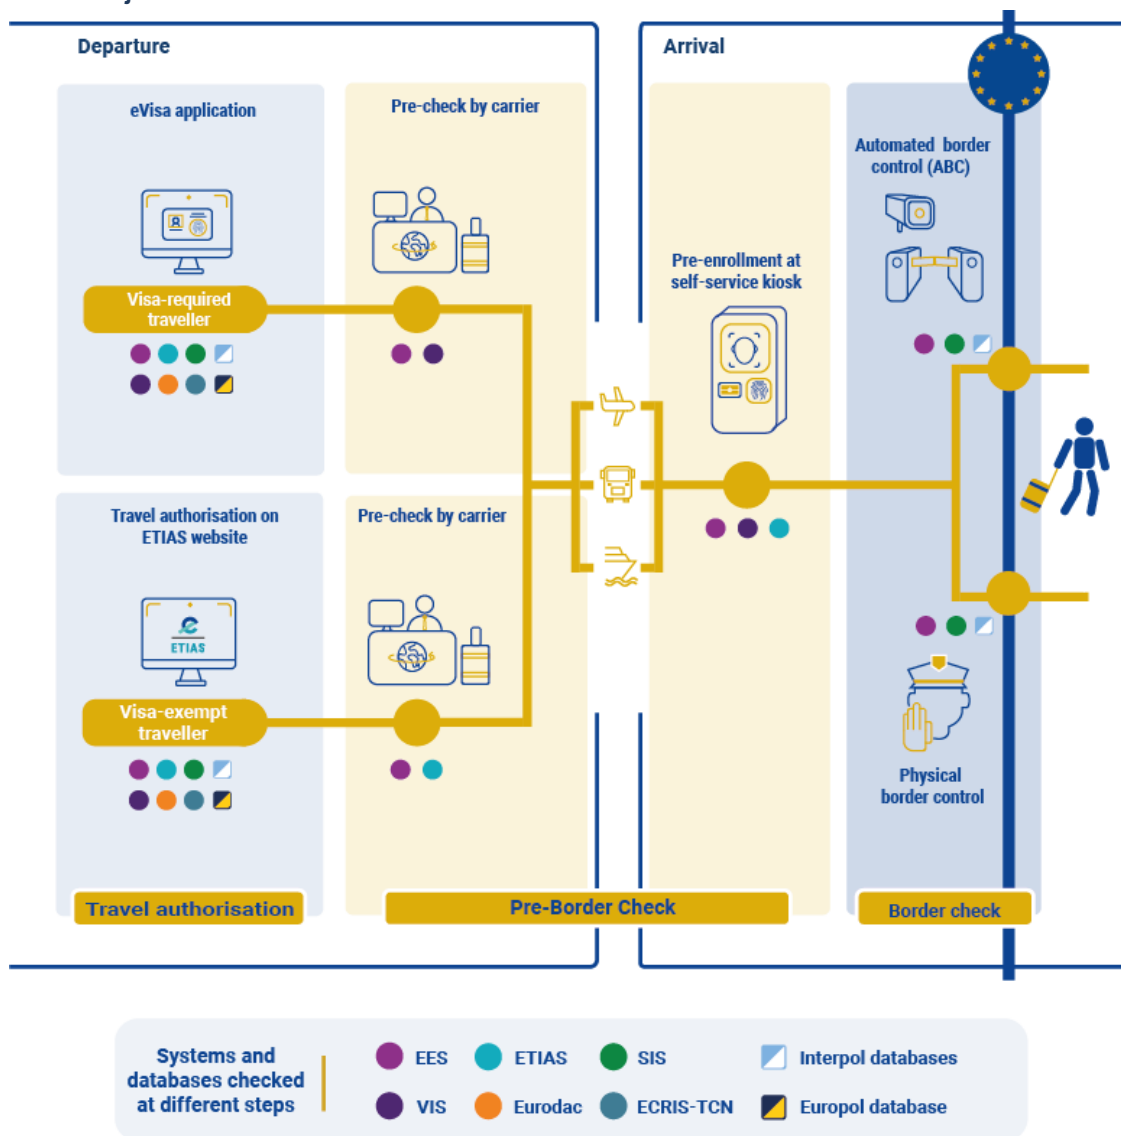 Departure
Arrival
eVisa application
Pre-check by carrier
Automated border
control (ABC)
Pre-enrollment at
self-service kiosk
Visa-required
traveller
Travel authorisation on
ETIAS website
Pre-check by carrier
ETIAS
Visa-exempt
traveller
Physical
border control
Travel authorisation
Pre-Border Check
Border check
Systems and
databases checked
at different steps
EES
ETIAS
SIS
Interpol databases
VIS
Eurodac
ECRIS-TCN
Europol database